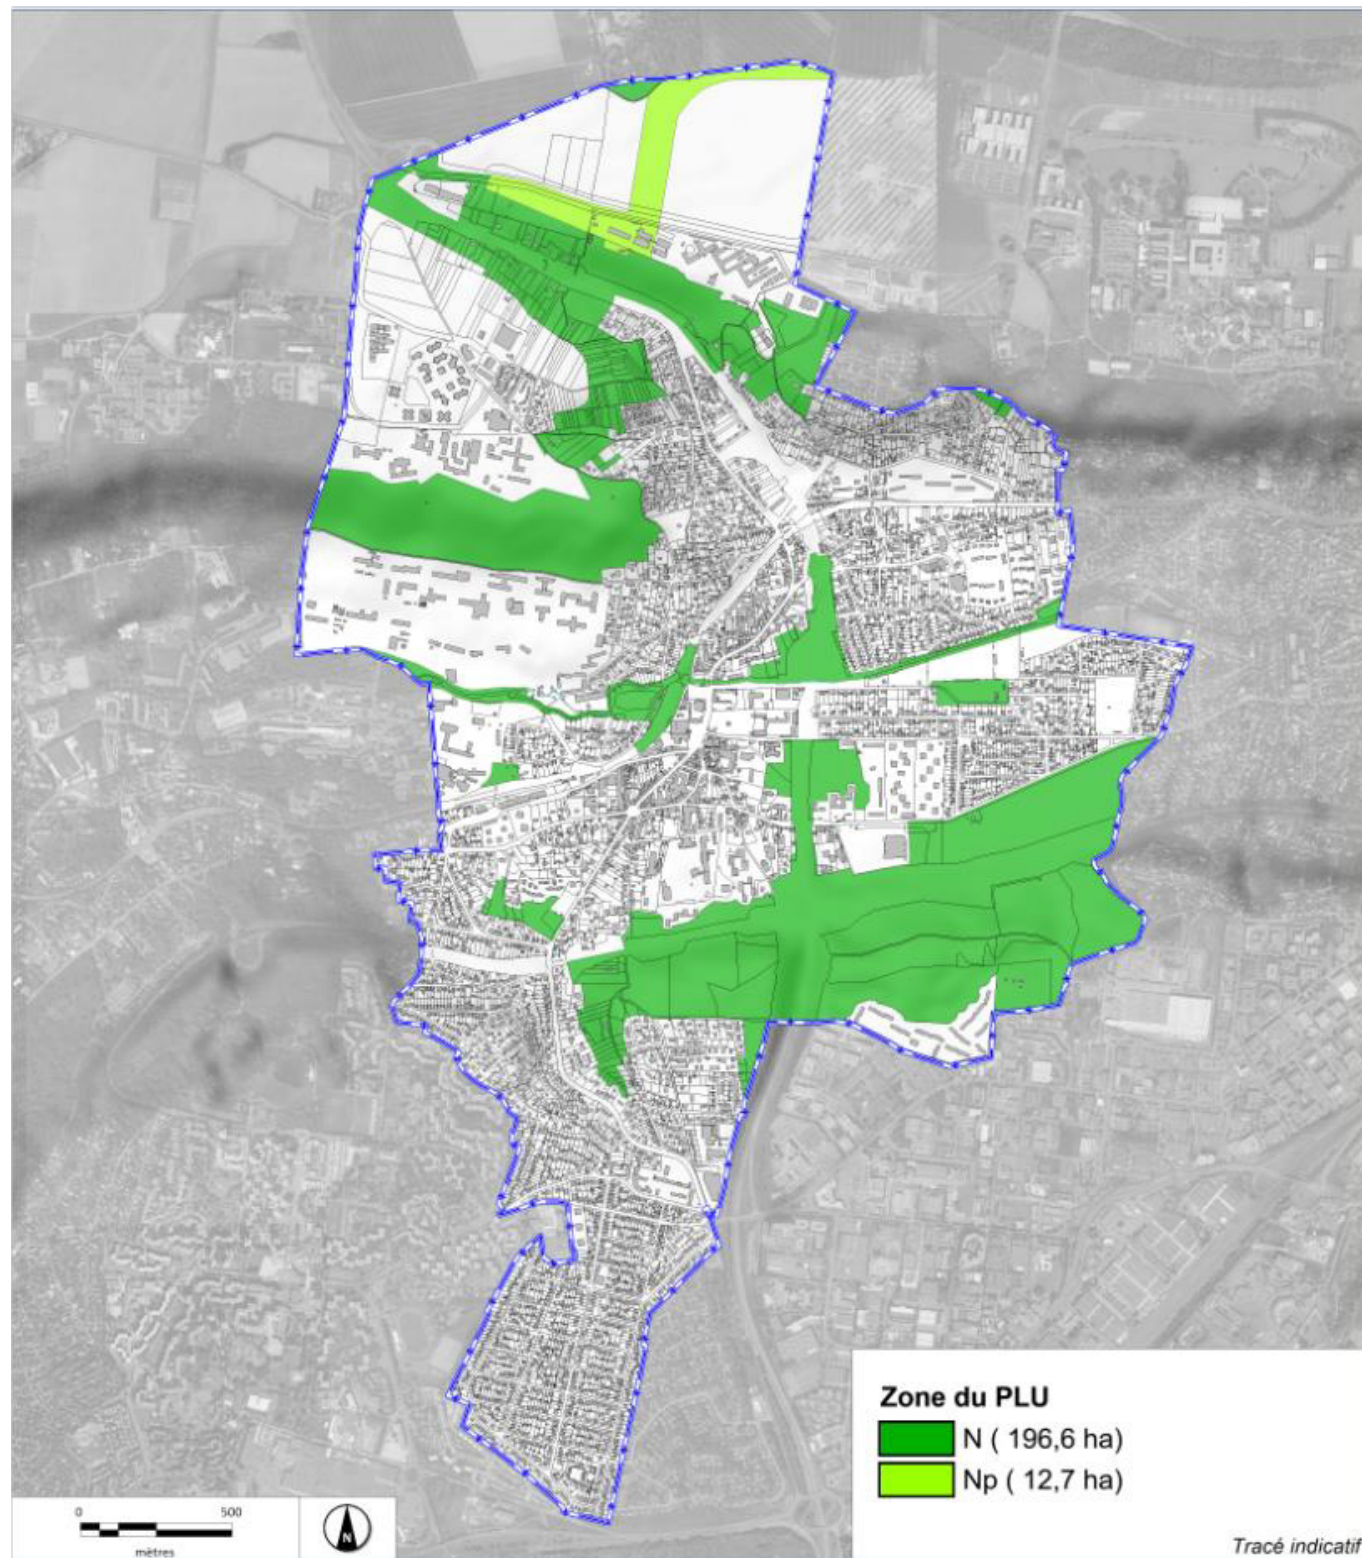 Zone du PLU
N ( 196,6 ha)
Np ( 12,7 ha)
0 500
mètres
N
Tracé indicatif